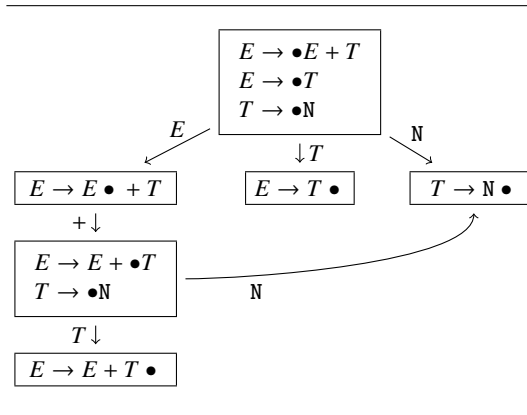 E → •E + T
E → •T
T → •N
E
↓ T
N
E → E • + T
E → T •
T → N •
+ ↓
E → E + •T
T → •N
N
T ↓
E → E + T •